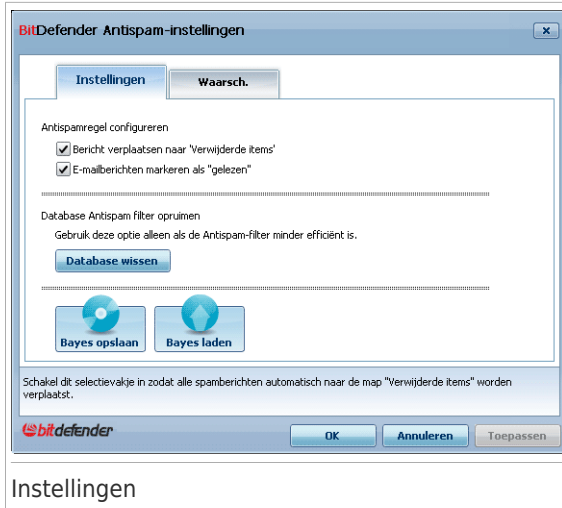 BitDefender Antispam-instellingen
Instellingen
Waarsch.
Antispamregel configureren
Bericht verplaatsen naar 'Verwijderde items'
E-mailberichten markeren als "gelezen"
Database Antispam filter opruimen
Gebruik deze optie alleen als de Antispam-filter minder efficiënt is.
Database wissen
Bayes opslaan
Bayes laden
Schakel dit selectievakje in zodat alle spamberichten automatisch naar de map "Verwijderde items" worden
verplaatst.
bitdefender
OK
Annuleren
Toepassen
Instellingen